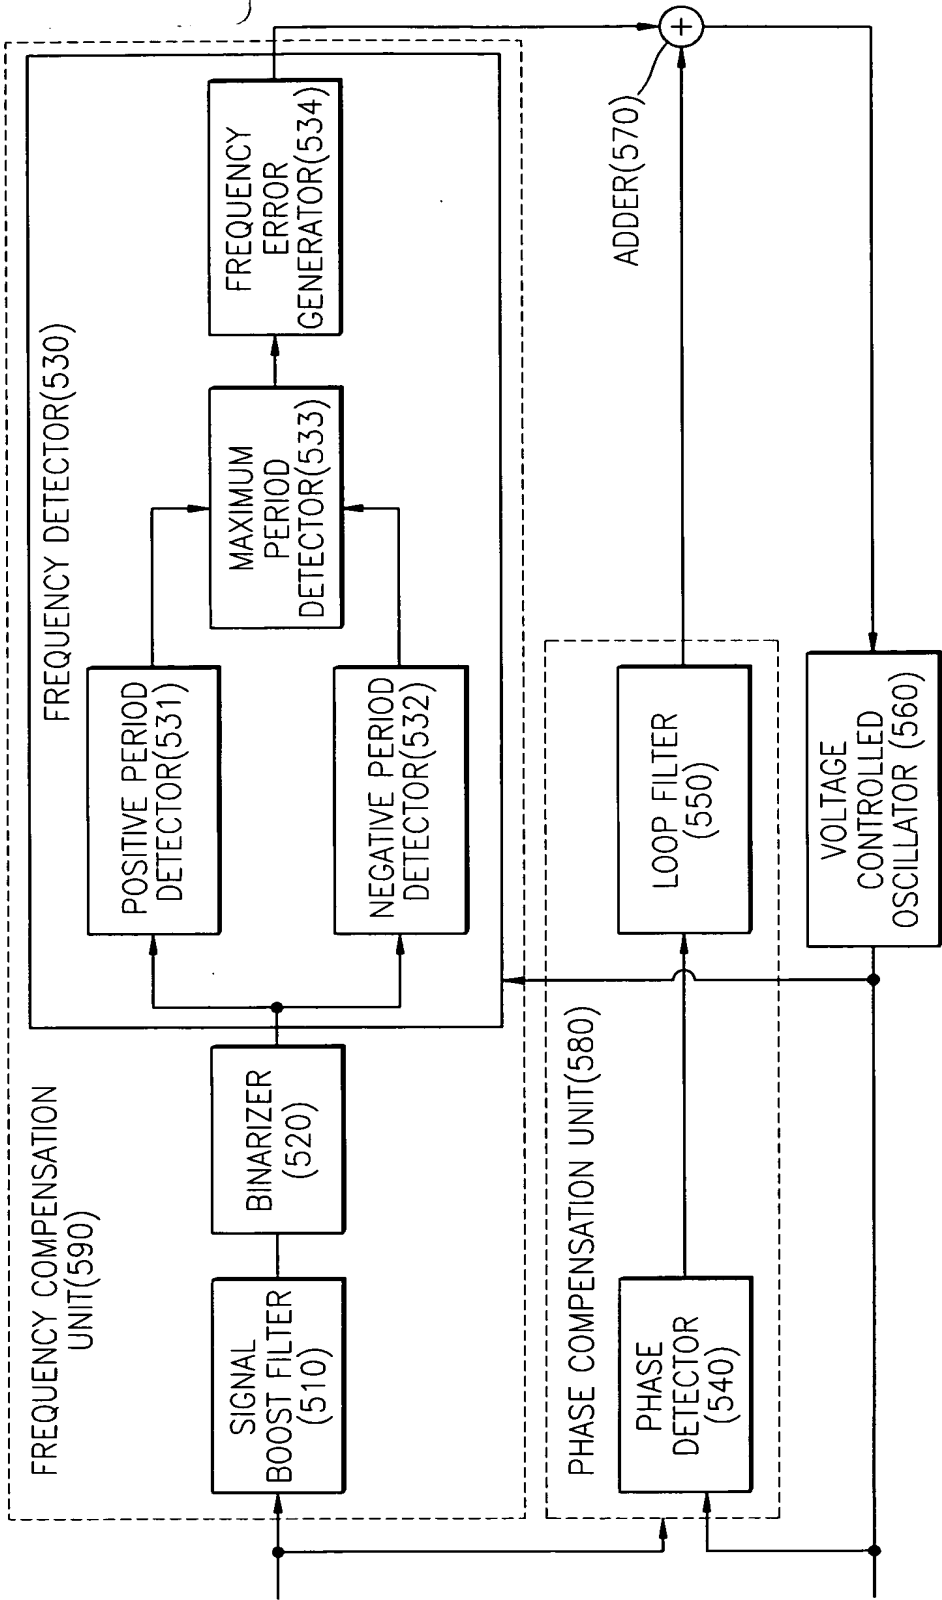 FREQUENCY COMPENSATION
UNIT(590)
FREQUENCY DETECTOR(530)
SIGNAL
BOOST FILTER
(510)
BINARIZER
(520)
POSITIVE PERIOD
DETECTOR(531)
NEGATIVE PERIOD
DETECTOR(532)
MAXIMUM
PERIOD
DETECTOR(533)
FREQUENCY
ERROR
GENERATOR(534)
PHASE COMPENSATION UNIT(580)
PHASE
DETECTOR
(540)
LOOP FILTER
(550)
ADDER(570)
VOLTAGE
CONTROLLED
OSCILLATOR (560)